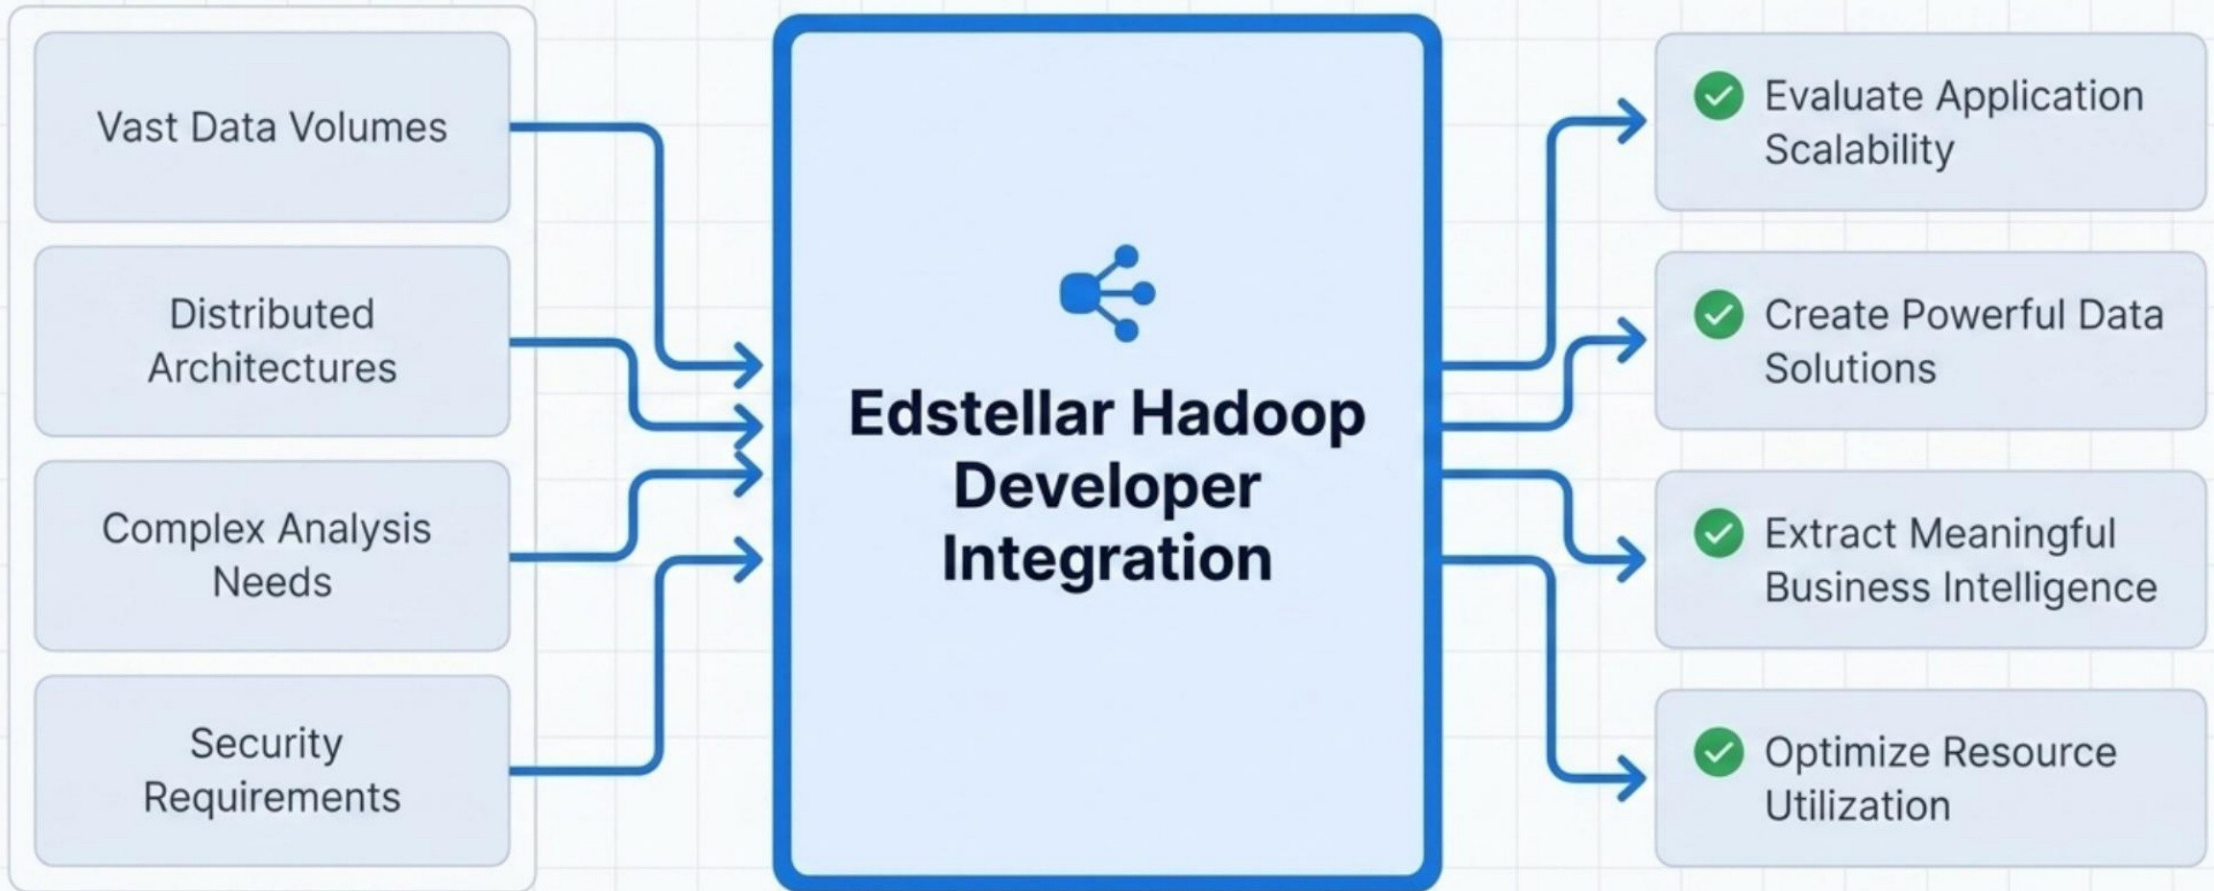 Vast Data Volumes
Distributed
Architectures
Complex Analysis
Needs
Security
Requirements
Edstellar Hadoop
Developer
Integration
Evaluate Application
Scalability
Create Powerful Data
Solutions
Extract Meaningful
Business Intelligence
Optimize Resource
Utilization